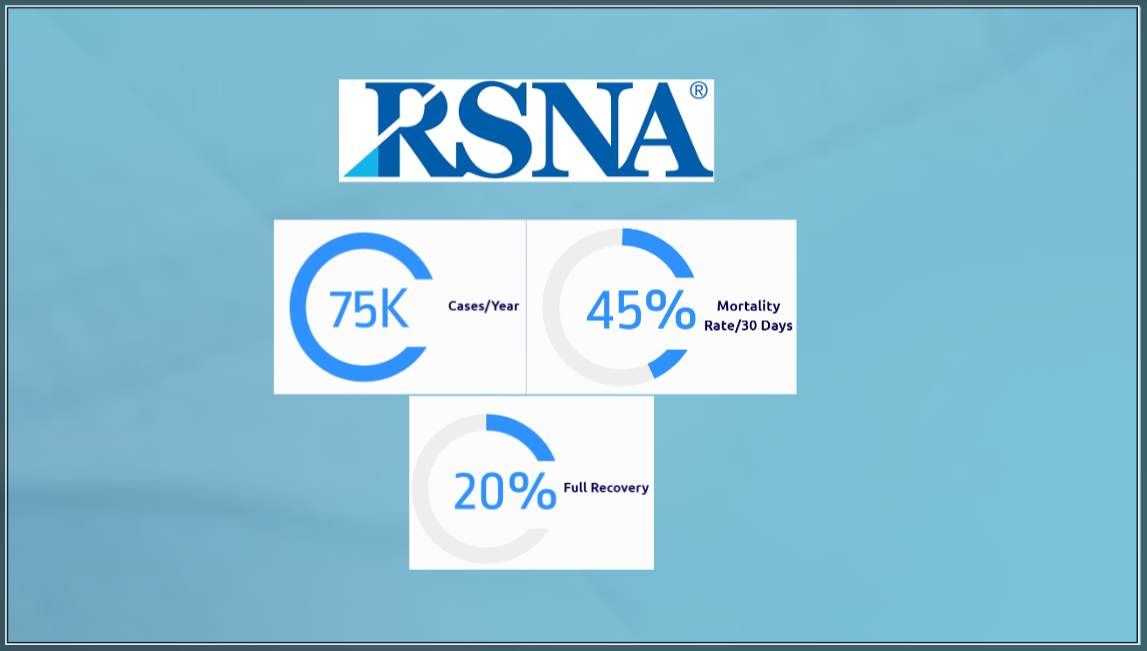 RSNA®
75K
Cases/Year
45%
Mortality
Rate/30 Days
20%
Full Recovery